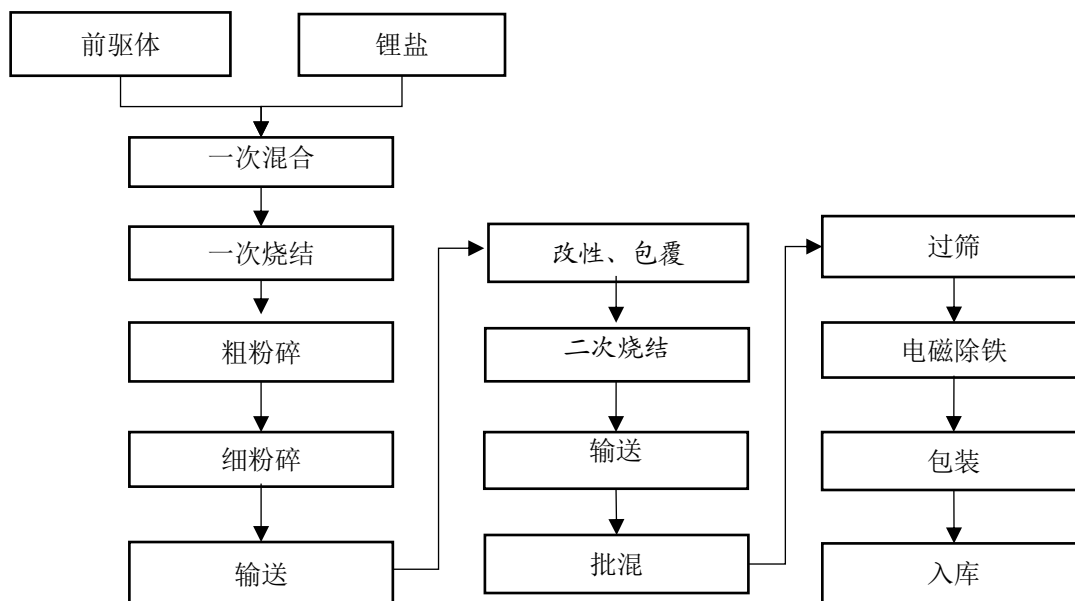 前驱体
锂盐
一次混合
一次烧结
粗粉碎
细粉碎
输送
改性、包覆
二次烧结
输送
批混
过筛
电磁除铁
包装
入库